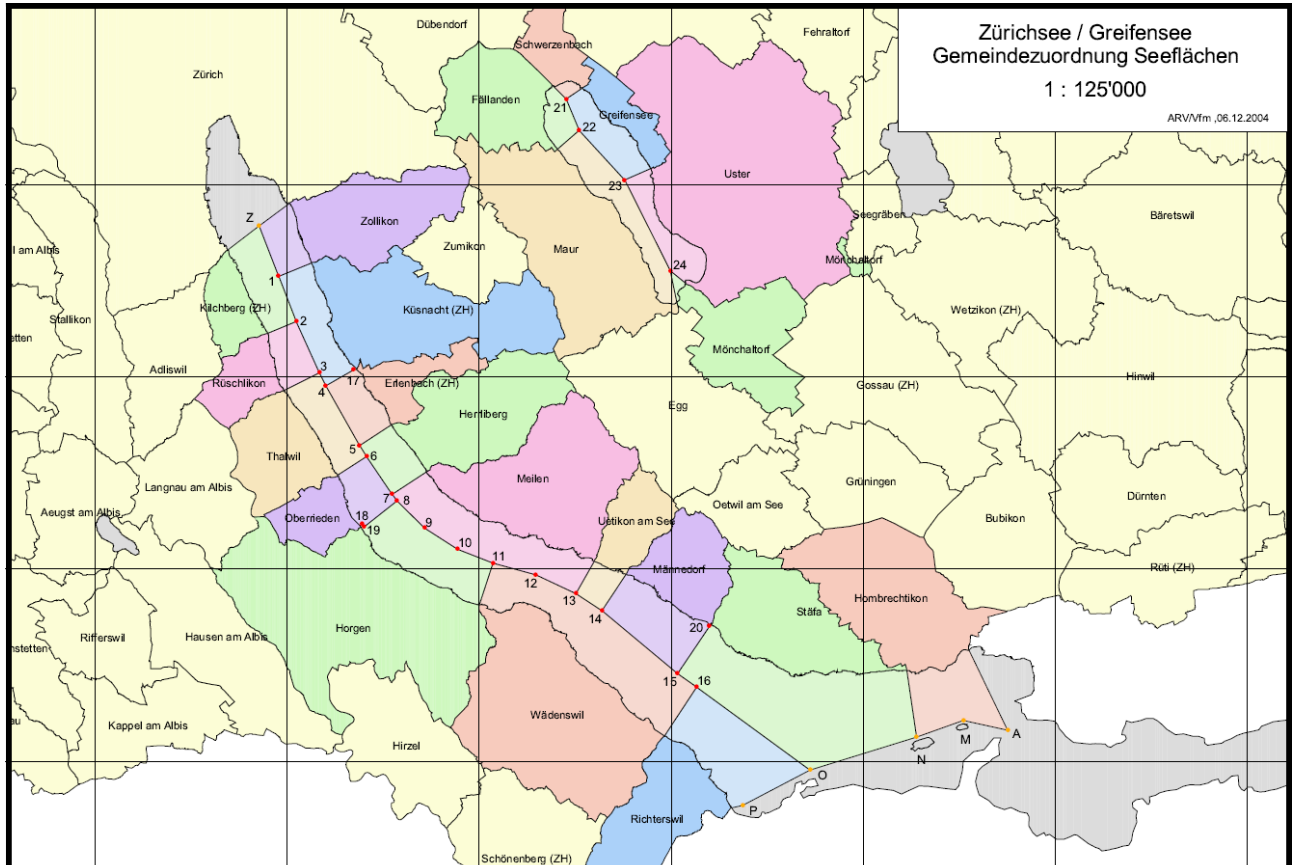 Zürichsee / Greifensee
Gemeindezuordnung Seeflächen
1 : 125'000
ARV/Vfm ,06.12.2004
Dübendorf
Fehraltorf
Schwerzenbach
Zürich
Fällanden
21
22
Greifensee
23
Uster
Z
Zollikon
Seegräben
Bäretswil
l am Albis
Zumikon
Maur
Mönchaltorf
24
1
Kilchberg (ZH)
Küsnacht (ZH)
Wetzikon (ZH)
Stallikon
2
etten
Mönchaltorf
Adliswil
3
17
Rüschlikon
4
Erlenbach (ZH)
Gossau (ZH)
Hinwil
Herrliberg
Egg
Thalwil
5
6
Meilen
Grüningen
Langnau am Albis
7
8
Dürnten
Aeugst am Albis
Oberrieden
18
19
9
Uetikon am See
Oetwil am See
Bubikon
10
11
12
Männedorf
Rüti (ZH)
13
14
Stäfa
Hombrechtikon
Horgen
20
Rifferswil
Hausen am Albis
nstetten
15
16
Wädenswil
au
Kappel am Albis
Hirzel
M
A
N
O
P
Richterswil
Schönenberg (ZH)